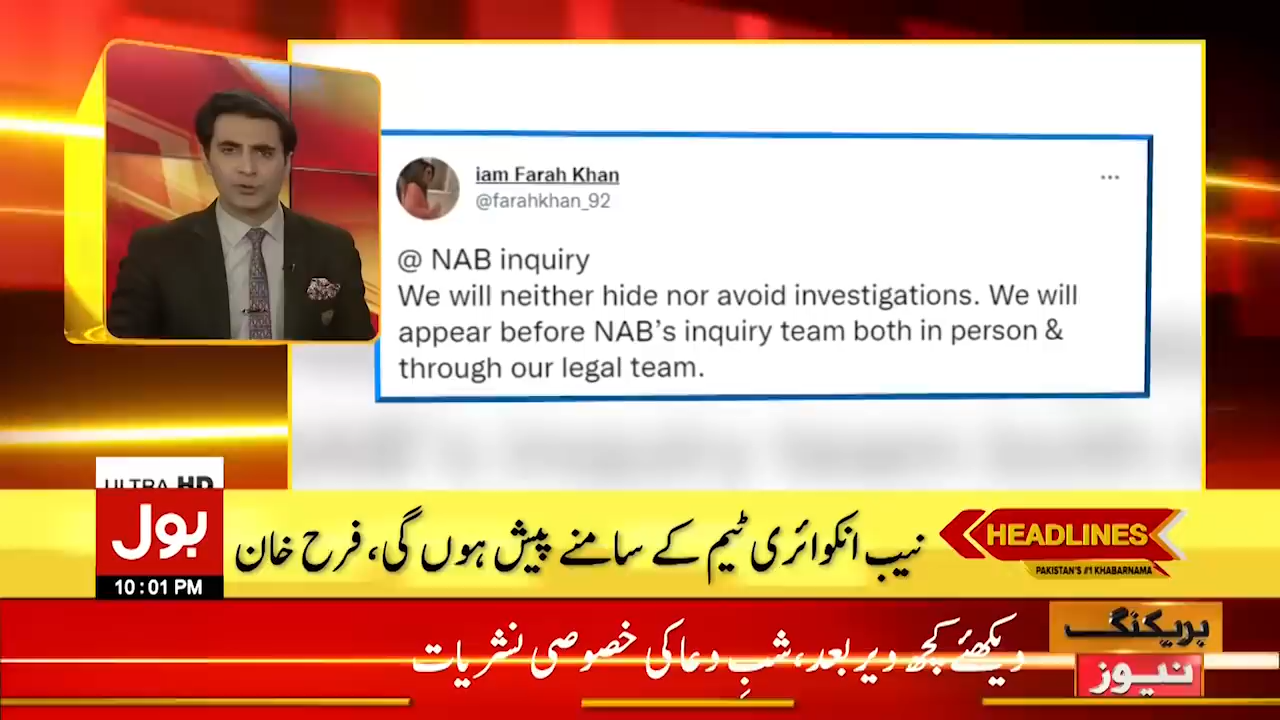 iam Farah Khan
@farahkhan_92
...
@ NAB inquiry
We will neither hide nor avoid investigations. We will
appear before NAB’s inquiry team both in person &
through our legal team.
ULTRA HD
بول
10:01 PM
نیب انکوائری ٹیم کے سامنے پیش ہوں گی، فرح خان
HEADLINES
PAKISTAN'S #1 KHABARNAMA
بریکنگ
نیوز
دیکھئے کچھ دیر بعد، شبِ دعا کی خصوصی نشریات